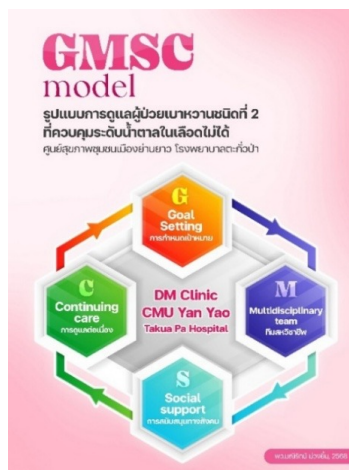 GMSC
model
รูปแบบการดูแลผู้ป่วยเบาหวานชนิดที่ 2
ที่ควบคุมระดับน้ำตาลในเลือดไม่ได้
ศูนย์สุขภาพชุมชนเมืองย่านยาว โรงพยาบาลตะกั่วป่า
G
Goal
Setting
การกำหนดเป้าหมาย
C
Continuing
care
การดูแลต่อเนื่อง
DM Clinic
CMU Yan Yao
Takua Pa Hospital
M
Multidisciplinary
team
ทีมสหวิชาชีพ
S
Social
support
การสนับสนุนทางสังคม
2568